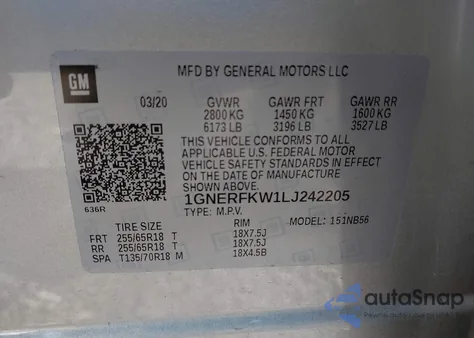 GM
MFD BY GENERAL MOTORS LLC
03/20 GVWR GAWR FRT GAWR RR
2800 KG 1450 KG 1600 KG
6173 LB 3196 LB 3527 LB
THIS VEHICLE CONFORMS TO ALL
APPLICABLE U.S. FEDERAL MOTOR
VEHICLE SAFETY STANDARDS IN EFFECT
ON THE DATE OF MANUFACTURE SHOWN ABOVE.
1GNERFKW1LJ242205
636R TYPE: M.P.V. MODEL: 151NB56
TIRE SIZE RIM
FRT 255/65R18 T 18X7.5J
RR 255/65R18 T 18X7.5J
SPA T135/70R18 M 18X4.5B
autoSnap